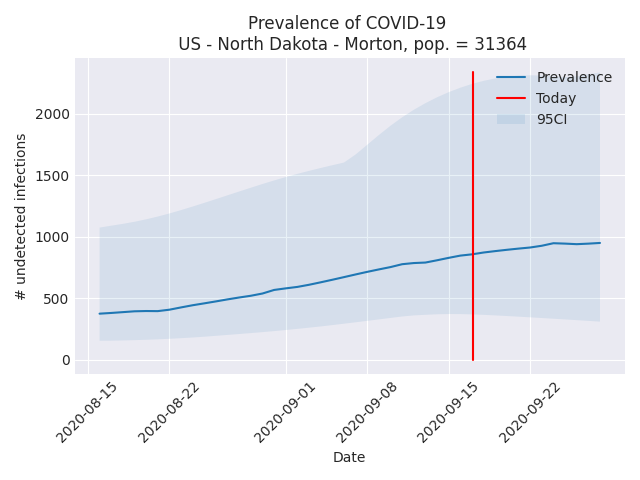 Prevalence of COVID-19
US - North Dakota - Morton, pop. = 31364
Prevalence
Today
95CI
# undetected infections
2000
1500
1000
500
0
2020-08-15
2020-08-22
2020-09-01
2020-09-08
2020-09-15
2020-09-22
Date